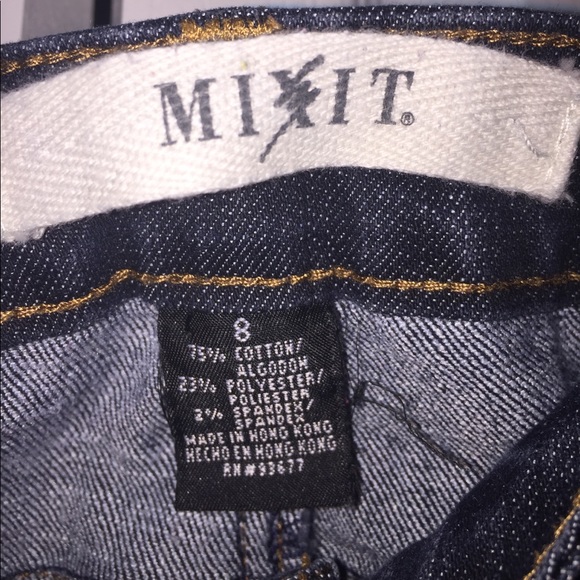 MIXIT®
8
75% COTTON/
ALGODON
23% POLYESTER/
POLIESTER
2% SPANDEX/
SPANDEX
MADE IN HONG KONG
HECHO EN HONG KONG
RN#93677